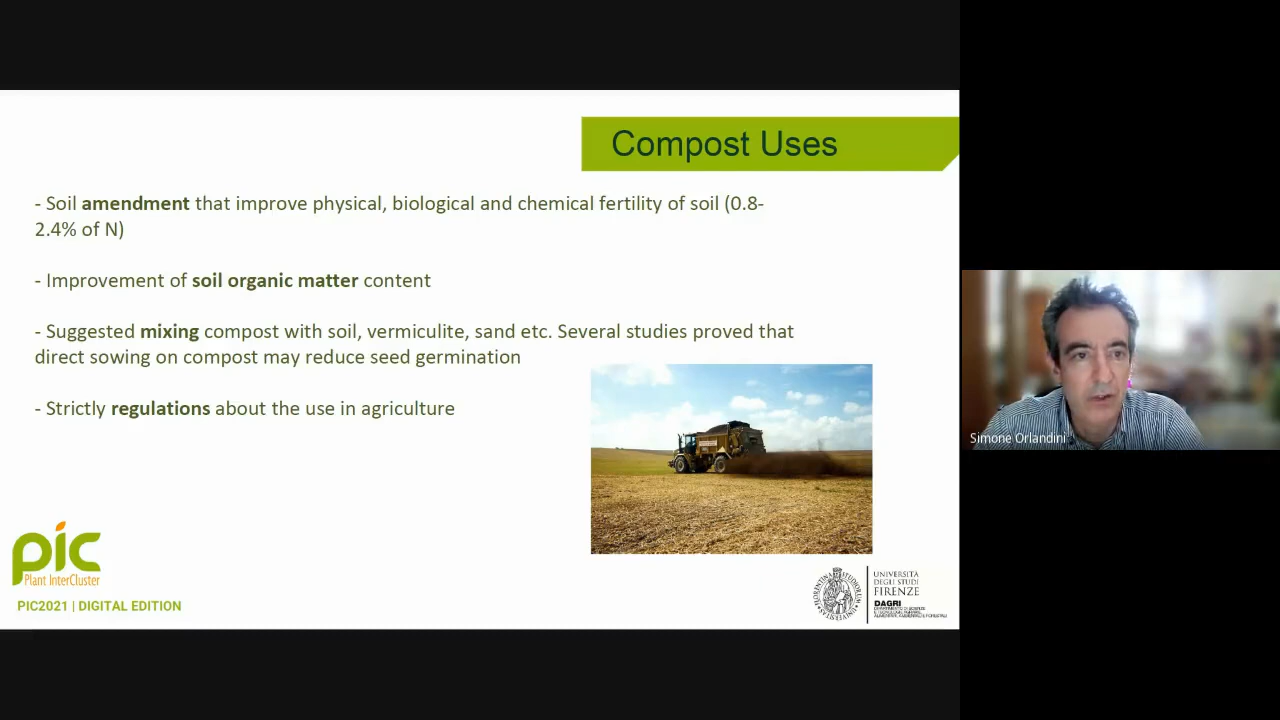 Compost Uses
- Soil amendment that improve physical, biological and chemical fertility of soil (0.8-
2.4% of N)
- Improvement of soil organic matter content
- Suggested mixing compost with soil, vermiculite, sand etc. Several studies proved that
direct sowing on compost may reduce seed germination
- Strictly regulations about the use in agriculture
Simone Orlandini
pic
Plant InterCluster
PIC2021 | DIGITAL EDITION
UNIVERSITÀ
DEGLI STUDI
FIRENZE
DAGRI